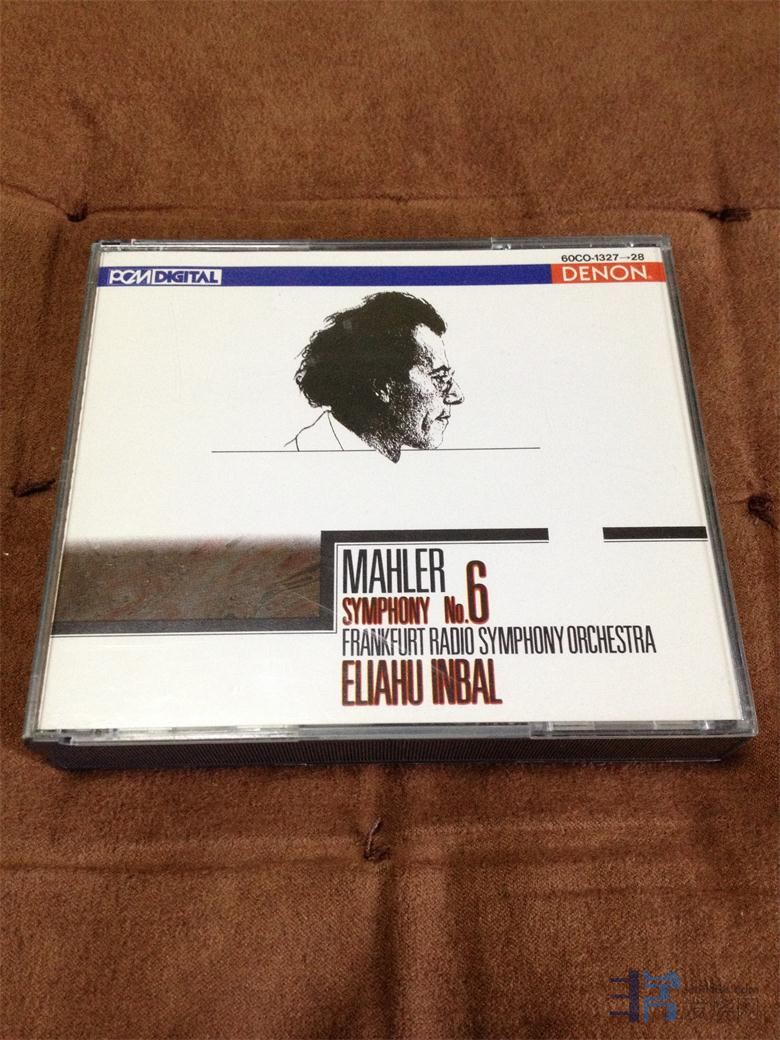 60CO-1327→28
PCM DIGITAL
DENON
MAHLER
SYMPHONY No.6
FRANKFURT RADIO SYMPHONY ORCHESTRA
ELIAHU INBAL